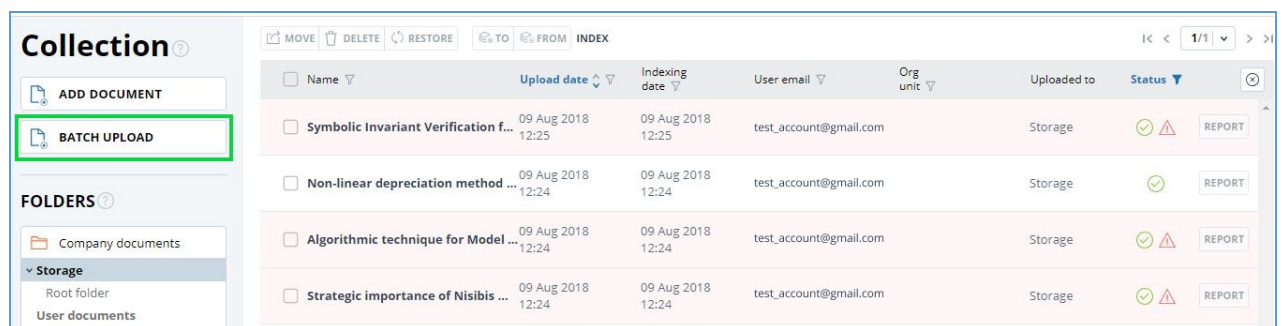 Collection ?
ADD DOCUMENT
BATCH UPLOAD
FOLDERS ?
Company documents
Storage
Root folder
User documents
MOVE DELETE RESTORE TO FROM INDEX 1/1
Name Upload date Indexing date User email Org unit Uploaded to Status
Symbolic Invariant Verification f... 09 Aug 2018 12:25 09 Aug 2018 12:25 test_account@gmail.com Storage REPORT
Non-linear depreciation method ... 09 Aug 2018 12:24 09 Aug 2018 12:24 test_account@gmail.com Storage REPORT
Algorithmic technique for Model ... 09 Aug 2018 12:24 09 Aug 2018 12:24 test_account@gmail.com Storage REPORT
Strategic importance of Nisibis ... 09 Aug 2018 12:24 09 Aug 2018 12:24 test_account@gmail.com Storage REPORT